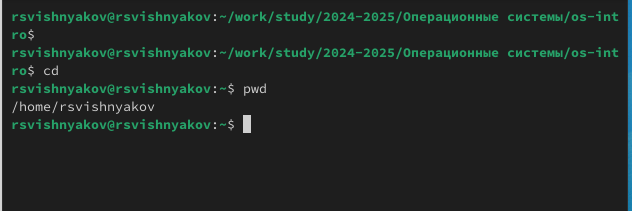 rsvishnyakov@rsvishnyakov:~/work/study/2024-2025/Операционные системы/os-int
ro$
rsvishnyakov@rsvishnyakov:~/work/study/2024-2025/Операционные системы/os-int
ro$ cd
rsvishnyakov@rsvishnyakov:~$ pwd
/home/rsvishnyakov
rsvishnyakov@rsvishnyakov:~$